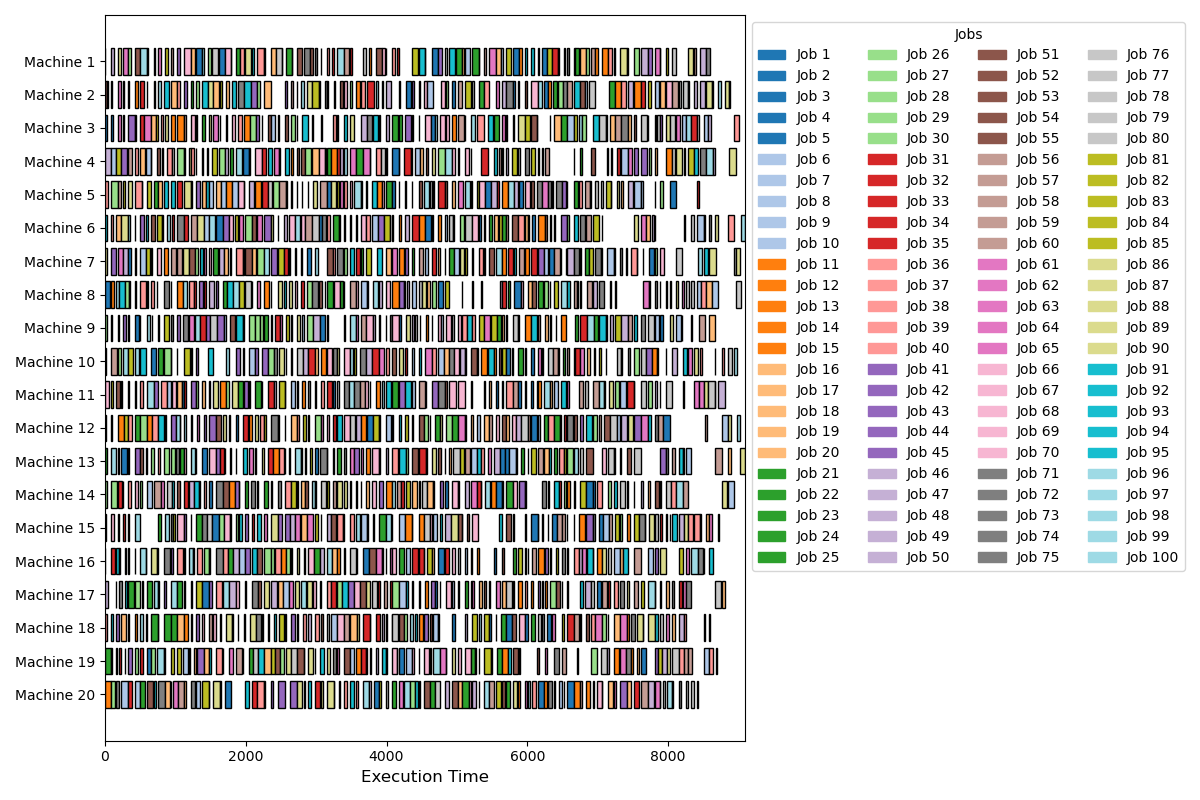 Machine 1
Machine 2
Machine 3
Machine 4
Machine 5
Machine 6
Machine 7
Machine 8
Machine 9
Machine 10
Machine 11
Machine 12
Machine 13
Machine 14
Machine 15
Machine 16
Machine 17
Machine 18
Machine 19
Machine 20
0 2000 4000 6000 8000
Execution Time
Jobs
Job 1 Job 26 Job 51 Job 76
Job 2 Job 27 Job 52 Job 77
Job 3 Job 28 Job 53 Job 78
Job 4 Job 29 Job 54 Job 79
Job 5 Job 30 Job 55 Job 80
Job 6 Job 31 Job 56 Job 81
Job 7 Job 32 Job 57 Job 82
Job 8 Job 33 Job 58 Job 83
Job 9 Job 34 Job 59 Job 84
Job 10 Job 35 Job 60 Job 85
Job 11 Job 36 Job 61 Job 86
Job 12 Job 37 Job 62 Job 87
Job 13 Job 38 Job 63 Job 88
Job 14 Job 39 Job 64 Job 89
Job 15 Job 40 Job 65 Job 90
Job 16 Job 41 Job 66 Job 91
Job 17 Job 42 Job 67 Job 92
Job 18 Job 43 Job 68 Job 93
Job 19 Job 44 Job 69 Job 94
Job 20 Job 45 Job 70 Job 95
Job 21 Job 46 Job 71 Job 96
Job 22 Job 47 Job 72 Job 97
Job 23 Job 48 Job 73 Job 98
Job 24 Job 49 Job 74 Job 99
Job 25 Job 50 Job 75 Job 100